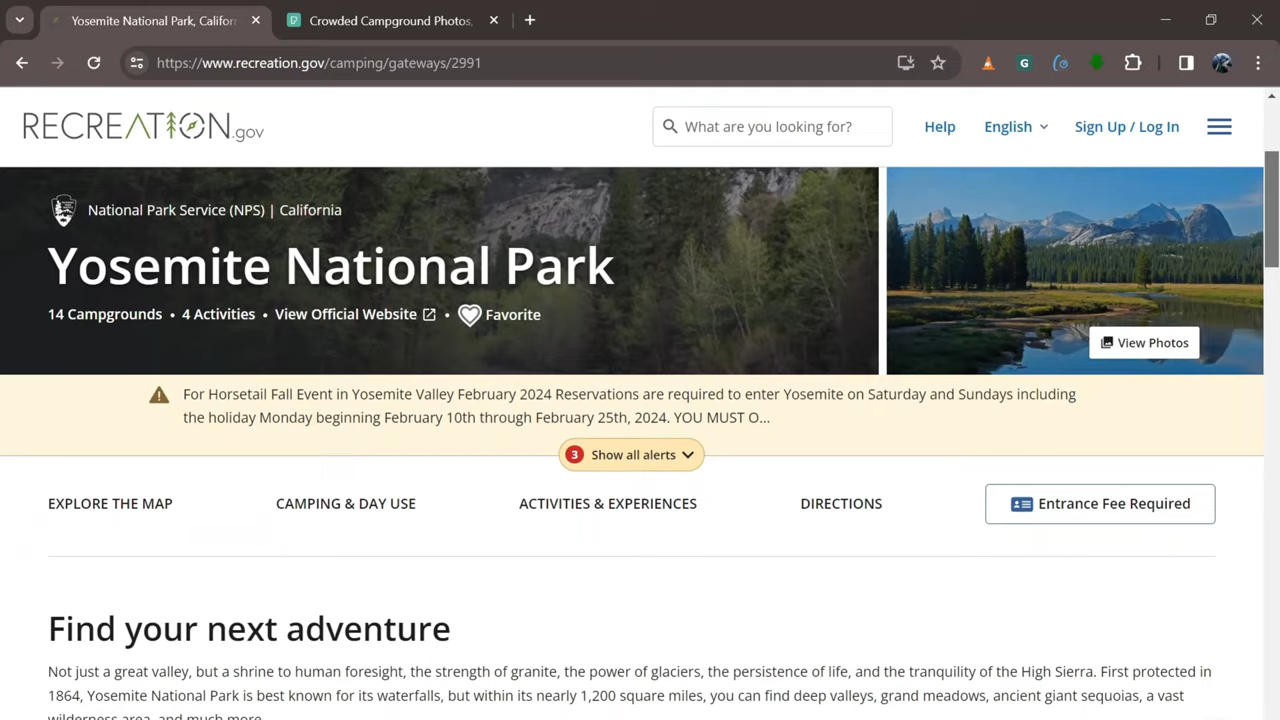 Yosemite National Park, Califor
Crowded Campground Photos,
https://www.recreation.gov/camping/gateways/2991
RECREATION.gov
What are you looking for?
Help
English
Sign Up / Log In
National Park Service (NPS) | California
Yosemite National Park
14 Campgrounds • 4 Activities • View Official Website • Favorite
View Photos
For Horsetail Fall Event in Yosemite Valley February 2024 Reservations are required to enter Yosemite on Saturday and Sundays including
the holiday Monday beginning February 10th through February 25th, 2024. YOU MUST O...
3 Show all alerts
EXPLORE THE MAP
CAMPING & DAY USE
ACTIVITIES & EXPERIENCES
DIRECTIONS
Entrance Fee Required
Find your next adventure
Not just a great valley, but a shrine to human foresight, the strength of granite, the power of glaciers, the persistence of life, and the tranquility of the High Sierra. First protected in
1864, Yosemite National Park is best known for its waterfalls, but within its nearly 1,200 square miles, you can find deep valleys, grand meadows, ancient giant sequoias, a vast
wilderness area, and much more.